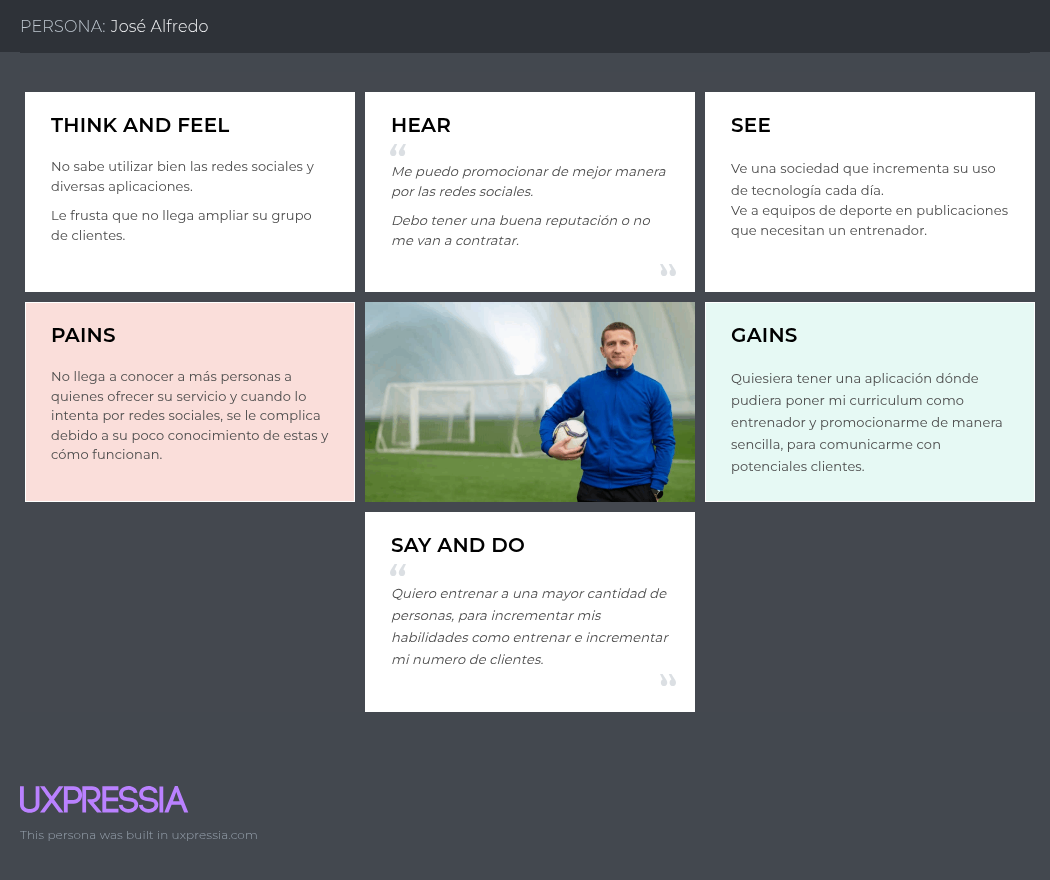 PERSONA: José Alfredo
THINK AND FEEL
No sabe utilizar bien las redes sociales y
diversas aplicaciones.
Le frusta que no llega ampliar su grupo
de clientes.
HEAR
“
Me puedo promocionar de mejor manera
por las redes sociales.
Debo tener una buena reputación o no
me van a contratar.
”
SEE
Ve una sociedad que incrementa su uso
de tecnología cada día.
Ve a equipos de deporte en publicaciones
que necesitan un entrenador.
PAINS
No llega a conocer a más personas a
quienes ofrecer su servicio y cuando lo
intenta por redes sociales, se le complica
debido a su poco conocimiento de estas y
cómo funcionan.
GAINS
Quiesiera tener una aplicación dónde
pudiera poner mi curriculum como
entrenador y promocionarme de manera
sencilla, para comunicarme con
potenciales clientes.
SAY AND DO
“
Quiero entrenar a una mayor cantidad de
personas, para incrementar mis
habilidades como entrenar e incrementar
mi numero de clientes.
”
UXPRESSIA
This persona was built in uxpressia.com